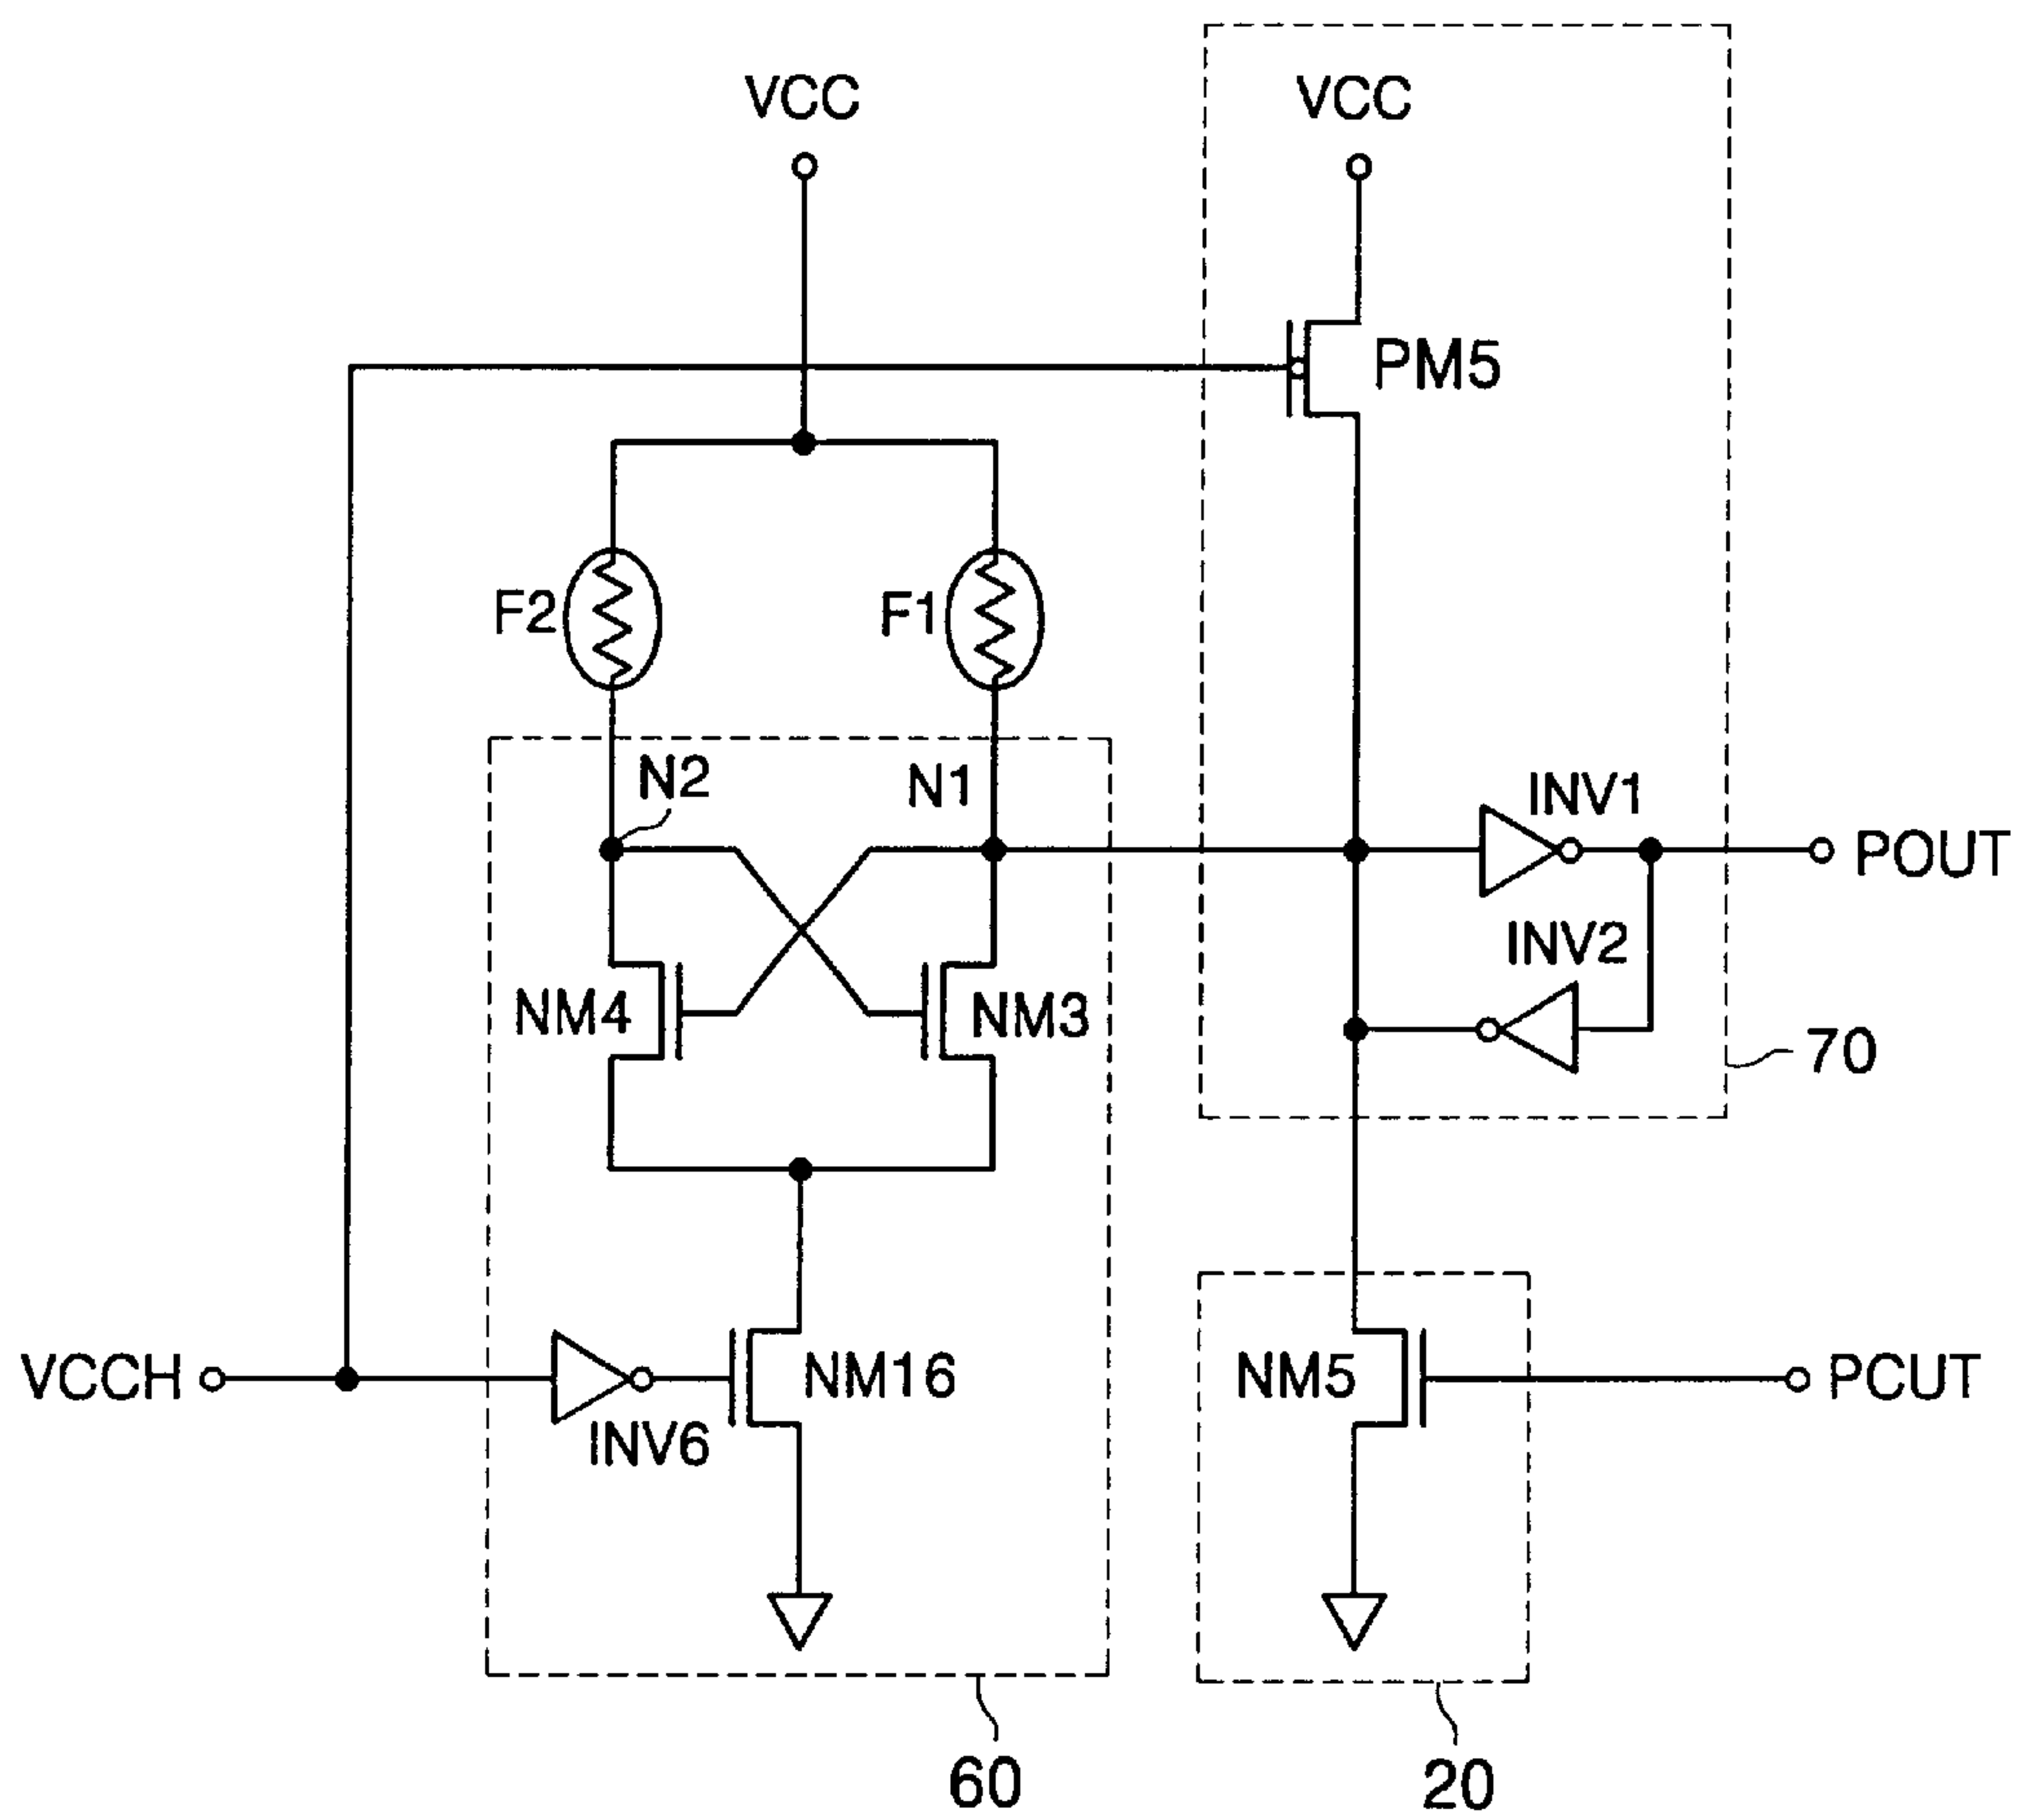 VCC
VCC
PM5
F2
F1
N2
N1
INV1
POUT
INV2
NM4
NM3
70
VCCH
NM16
NM5
PCUT
INV6
60
20